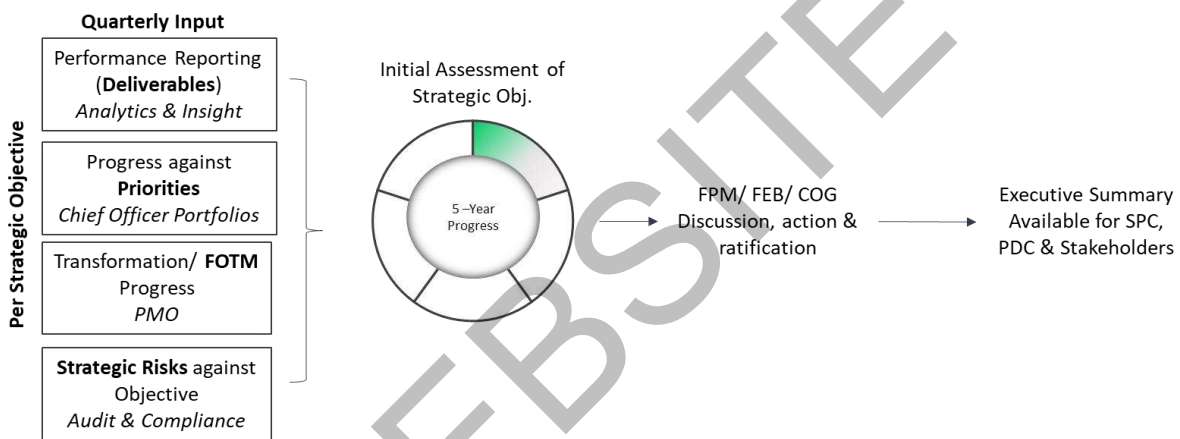 Quarterly Input
Per Strategic Objective
Performance Reporting
(Deliverables)
Analytics & Insight
Progress against
Priorities
Chief Officer Portfolios
Transformation/ FOTM
Progress
PMO
Strategic Risks against
Objective
Audit & Compliance
Initial Assessment of
Strategic Obj.
5 –Year
Progress
FPM/ FEB/ COG
Discussion, action &
ratification
Executive Summary
Available for SPC,
PDC & Stakeholders
EBSITE